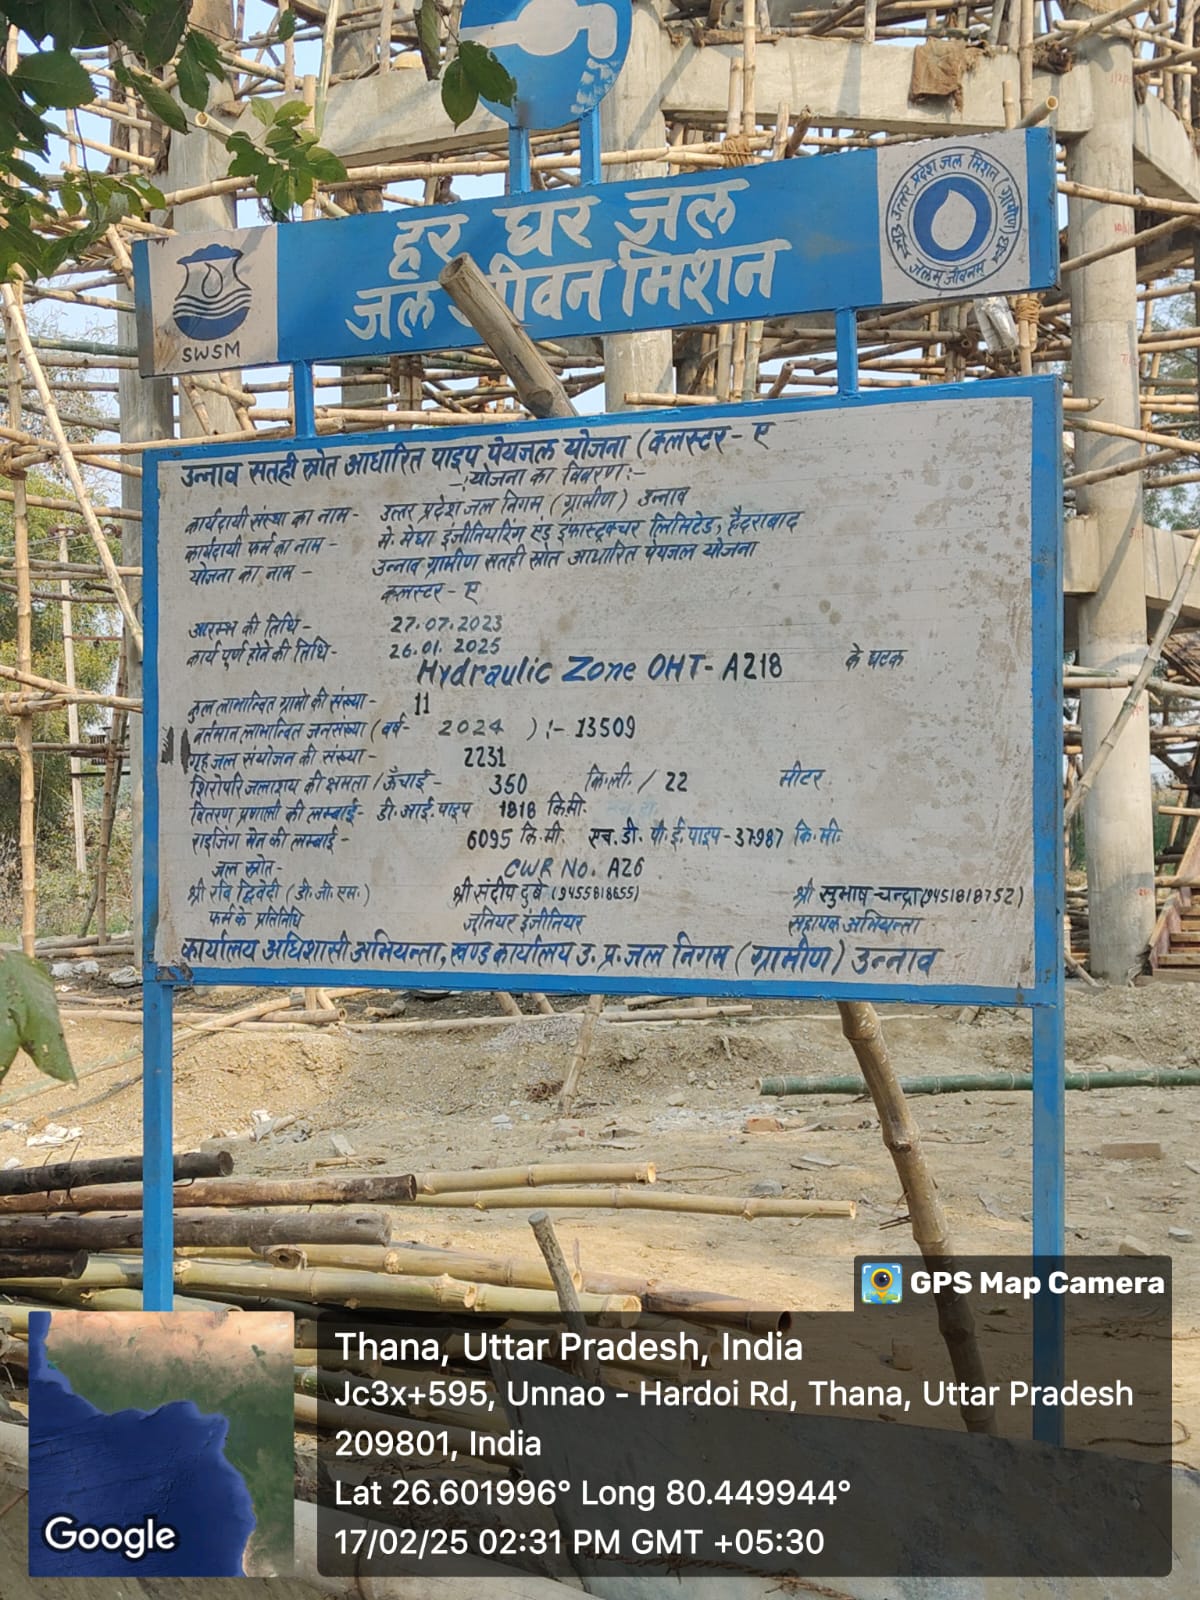 हर घर जल
जल जीवन मिशन
SWSM
उत्तर प्रदेश जल मिशन (ग्रामीण)
जलम् जीवनम्
उन्नाव सतही स्रोत आधारित पाइप पेयजल योजना (क्लस्टर - ए
-:योजना का विवरण:-
कार्यदायी संस्था का नाम - उत्तर प्रदेश जल निगम (ग्रामीण) उन्नाव
कार्यदायी फर्म का नाम - मे. मेघा इंजीनियरिंग एंड इंफ्रास्ट्रक्चर लिमिटेड, हैदराबाद
योजना का नाम - उन्नाव ग्रामीण सतही स्रोत आधारित पेयजल योजना
क्लस्टर - ए
आरम्भ की तिथि - 27.07.2023
कार्य पूर्ण होने की तिथि - 26.01.2025
Hydraulic Zone OHT- A218 के घटक
कुल लाभान्वित ग्रामो की संख्या - 11
वर्तमान लाभान्वित जनसंख्या (वर्ष- 2024 ) :- 13509
गृह जल संयोजन की संख्या - 2231
शिरोपरि जलाशय की क्षमता / ऊँचाई - 350 कि.ली. / 22 मीटर
वितरण प्रणाली की लम्बाई - डी.आई.पाइप 1818 कि.मी.
राइजिंग मेन की लम्बाई - 6095 कि.मी. एच.डी.पी.ई.पाइप - 37987 कि.मी.
जल स्रोत - CWR No. A26
श्री रवि द्विवेदी (डी.जी.एम.) श्री संदीप दुबे (9455818655) श्री सुभाष चन्द्रा (9451818752)
फर्म के प्रतिनिधि जूनियर इंजीनियर सहायक अभियन्ता
कार्यालय अधिशासी अभियन्ता, खण्ड कार्यालय उ.प्र. जल निगम (ग्रामीण) उन्नाव
GPS Map Camera
Thana, Uttar Pradesh, India
Jc3x+595, Unnao - Hardoi Rd, Thana, Uttar Pradesh
209801, India
Lat 26.601996° Long 80.449944°
17/02/25 02:31 PM GMT +05:30
Google